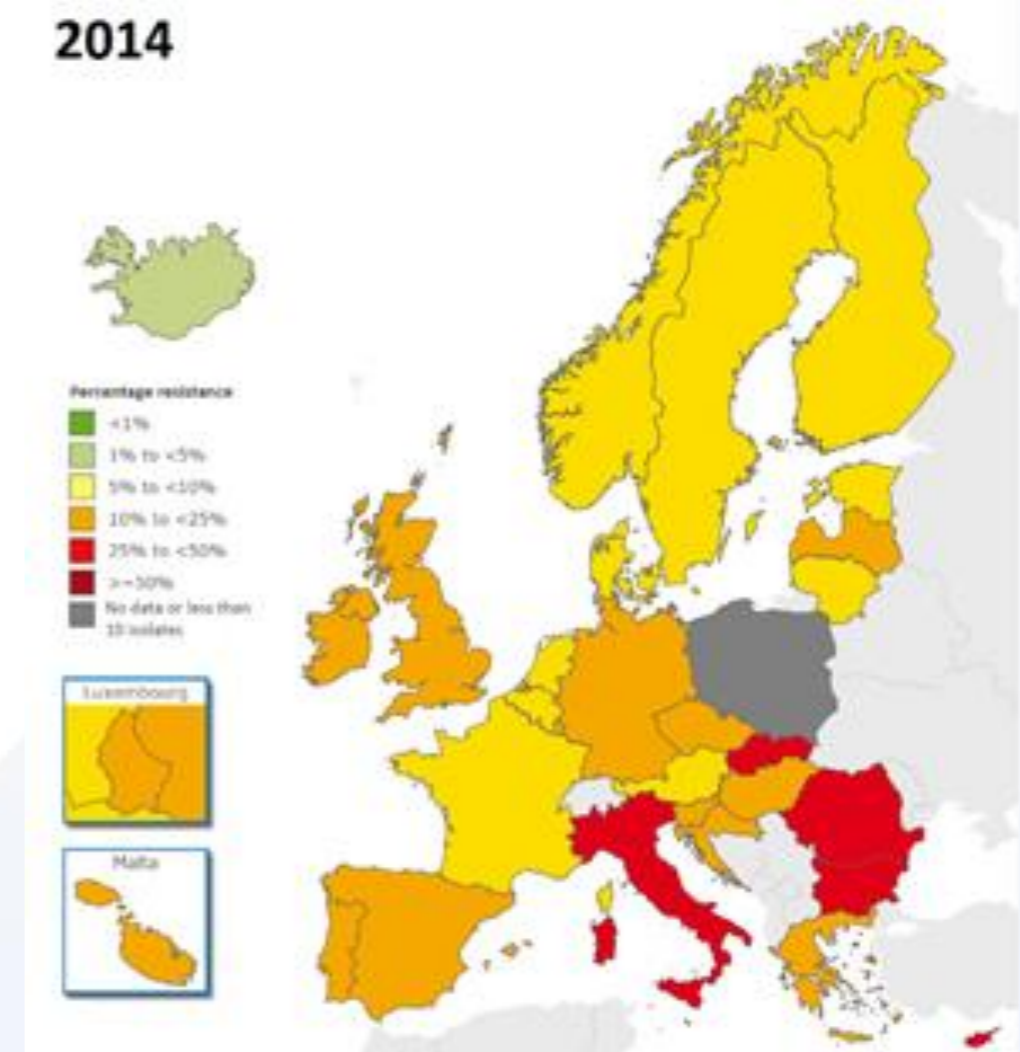 2014
Percentage resistance
<1%
1% to <5%
5% to <10%
10% to <25%
25% to <50%
>=50%
No data or less than
10 isolates
Luxembourg
Malta